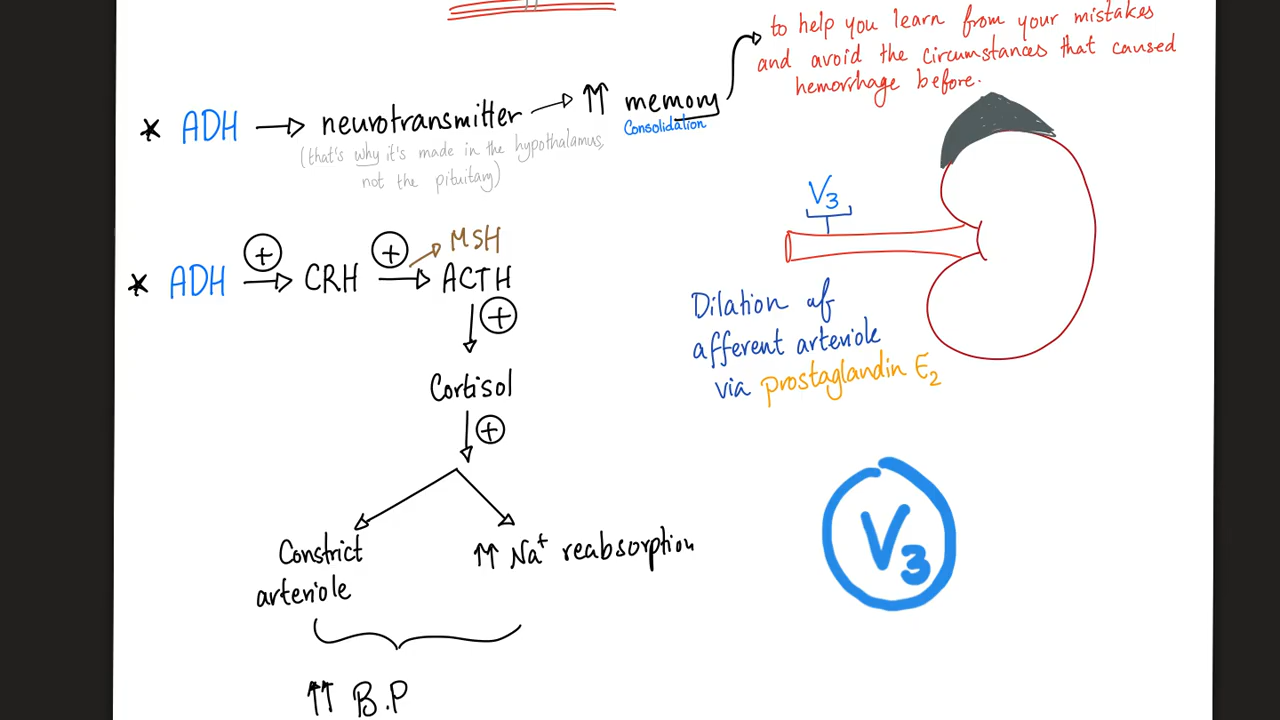 to help you learn from your mistakes
and avoid the circumstances that caused
hemorrhage before.
* ADH → neurotransmitter → ⇈ memory
Consolidation
(that's why it's made in the hypothalamus,
not the pituitary)
V3
* ADH ⊕→ CRH ⊕→ ACTH
MSH
⊕
Cortisol
⊕
Constrict
arteriole
⇈ Na+ reabsorption
⇈ B.P
Dilation of
afferent arteriole
via prostaglandin E2
V3